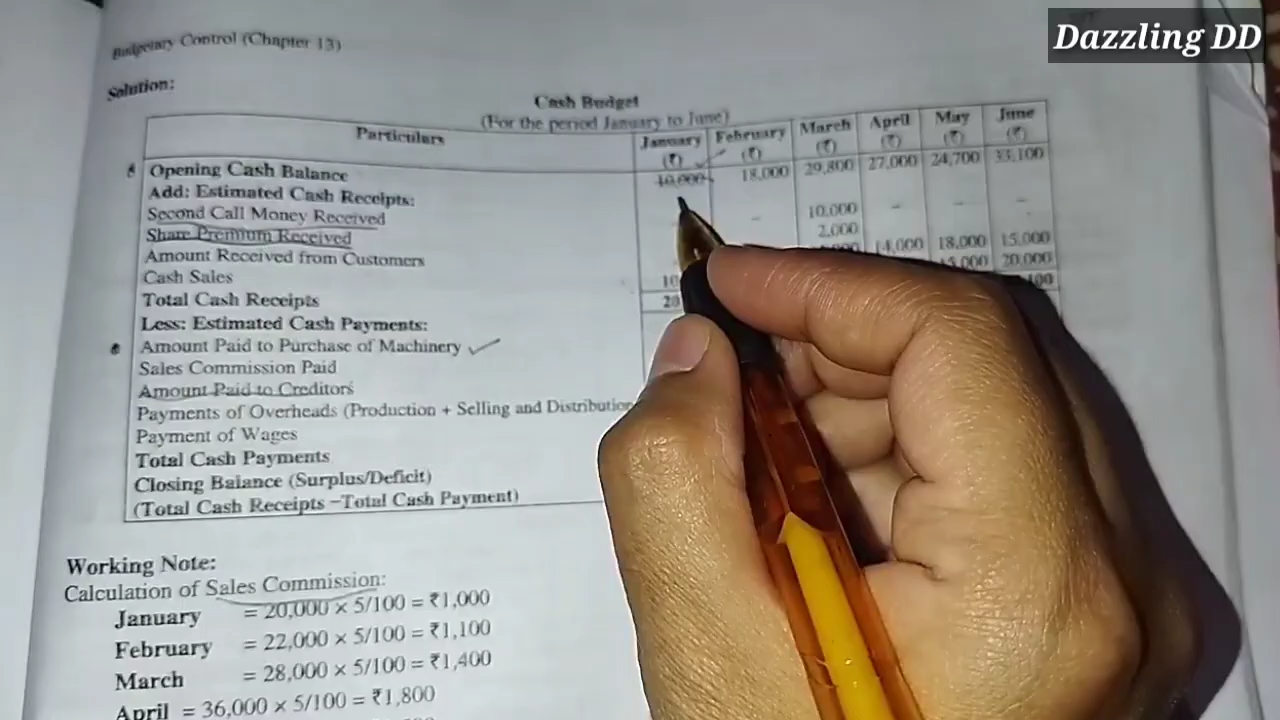 Dazzling DD
Budgetary Control (Chapter 13)
Solution:
Cash Budget
(For the period January to June)
Particulars January (₹) February (₹) March (₹) April (₹) May (₹) June (₹)
Opening Cash Balance 10,000 18,000 29,800 27,000 24,700 33,100
Add: Estimated Cash Receipts:
Second Call Money Received – 10,000 – – –
Share Premium Received 2,000
Amount Received from Customers 14,000 18,000 15,000
Cash Sales 20,000
Total Cash Receipts
Less: Estimated Cash Payments:
Amount Paid to Purchase of Machinery
Sales Commission Paid
Amount Paid to Creditors
Payments of Overheads (Production + Selling and Distribution
Payment of Wages
Total Cash Payments
Closing Balance (Surplus/Deficit)
(Total Cash Receipts –Total Cash Payment)
Working Note:
Calculation of Sales Commission:
January = 20,000 × 5/100 = ₹1,000
February = 22,000 × 5/100 = ₹1,100
March = 28,000 × 5/100 = ₹1,400
April = 36,000 × 5/100 = ₹1,800